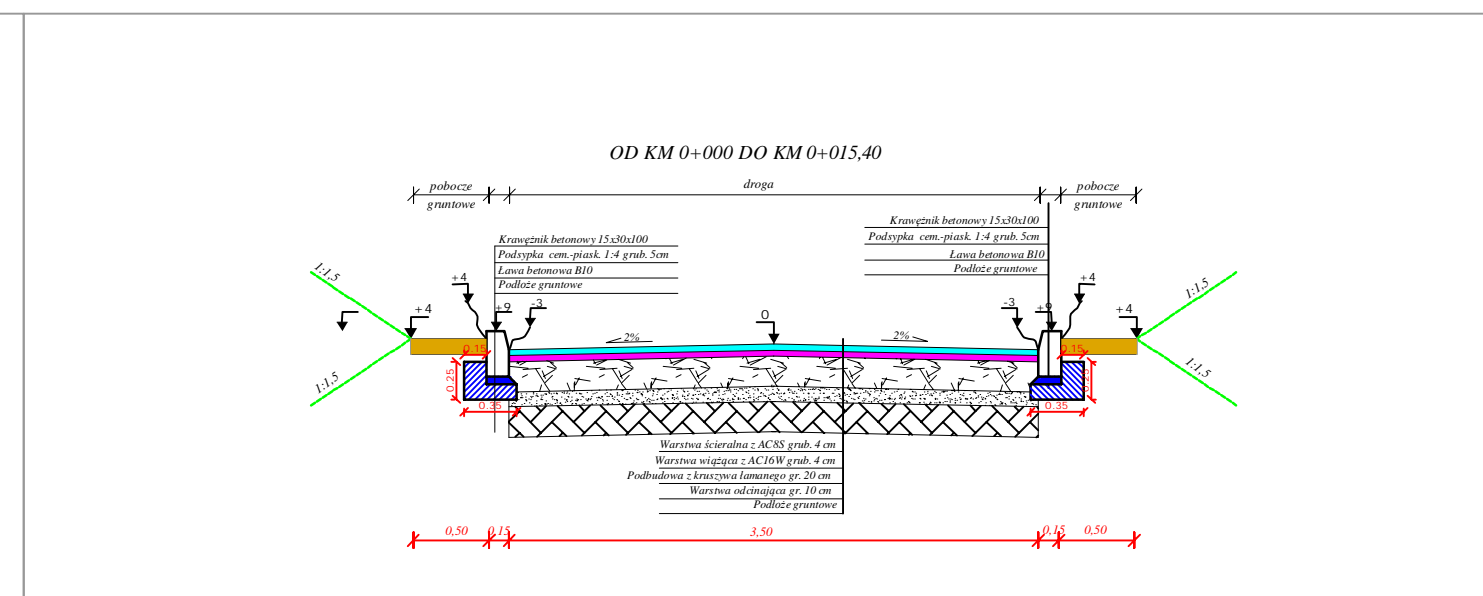 OD KM 0+000 DO KM 0+015,40
pobocze
gruntowe
droga
pobocze
gruntowe
Krawężnik betonowy 15x30x100
Podsypka cem.-piask. 1:4 grub. 5cm
Ława betonowa B10
Podłoże gruntowe
Krawężnik betonowy 15x30x100
Podsypka cem.-piask. 1:4 grub. 5cm
Ława betonowa B10
Podłoże gruntowe
1:1,5
+4
+4
+9
-3
0
-3
+9
+4
+4
1:1,5
2%
2%
0.15
0.15
1:1,5
0.25
0.35
0.35
0.25
1:1,5
Warstwa ścieralna z AC8S grub. 4 cm
Warstwa wiążąca z AC16W grub. 4 cm
Podbudowa z kruszywa łamanego gr. 20 cm
Warstwa odcinająca gr. 10 cm
Podłoże gruntowe
0,50 0,15 3,50 0,15 0,50